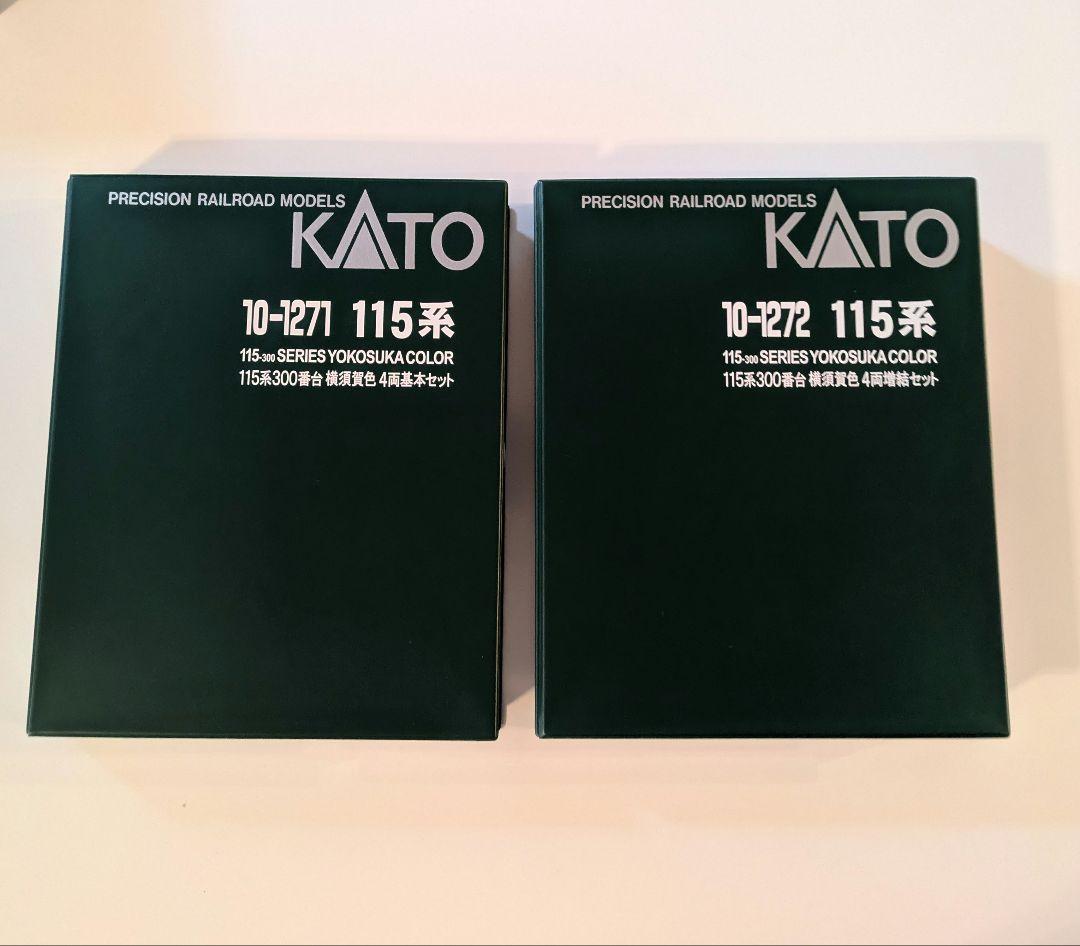 PRECISION RAILROAD MODELS
KATO
10-1271 115系
115-300 SERIES YOKOSUKA COLOR
115系300番台 横須賀色 4両基本セット
PRECISION RAILROAD MODELS
KATO
10-1272 115系
115-300 SERIES YOKOSUKA COLOR
115系300番台 横須賀色 4両増結セット